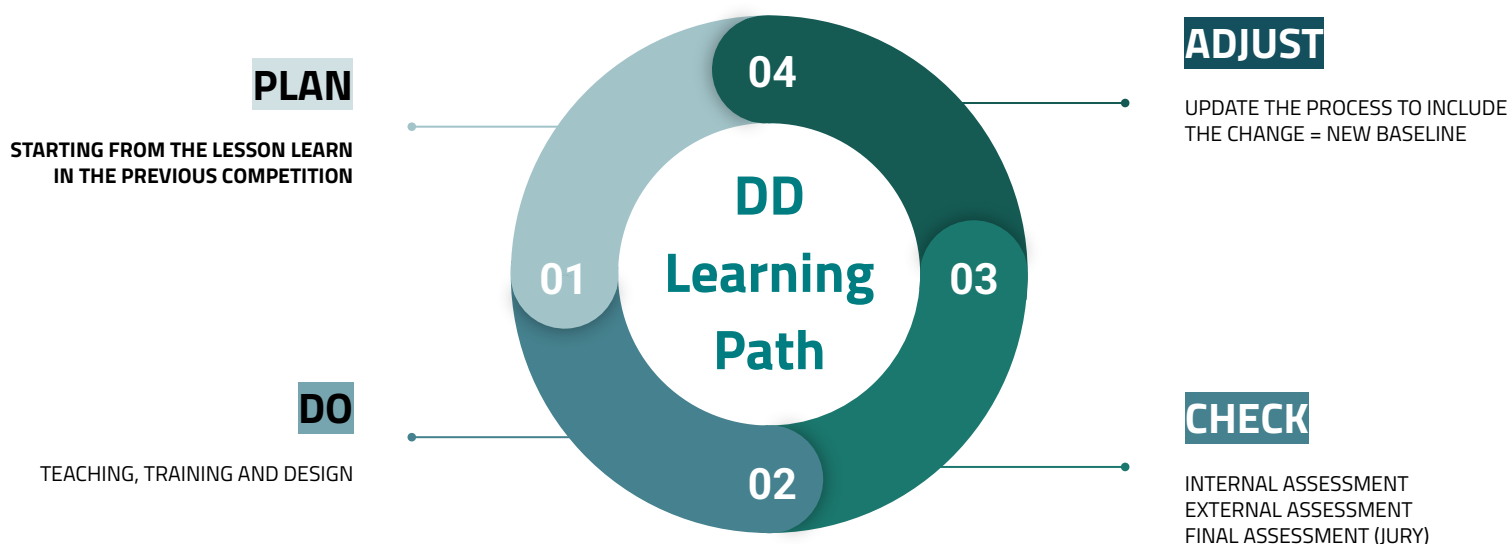 PLAN
STARTING FROM THE LESSON LEARN
IN THE PREVIOUS COMPETITION
01
DO
TEACHING, TRAINING AND DESIGN
02
DD
Learning
Path
03
CHECK
INTERNAL ASSESSMENT
EXTERNAL ASSESSMENT
FINAL ASSESSMENT (JURY)
04
ADJUST
UPDATE THE PROCESS TO INCLUDE
THE CHANGE = NEW BASELINE